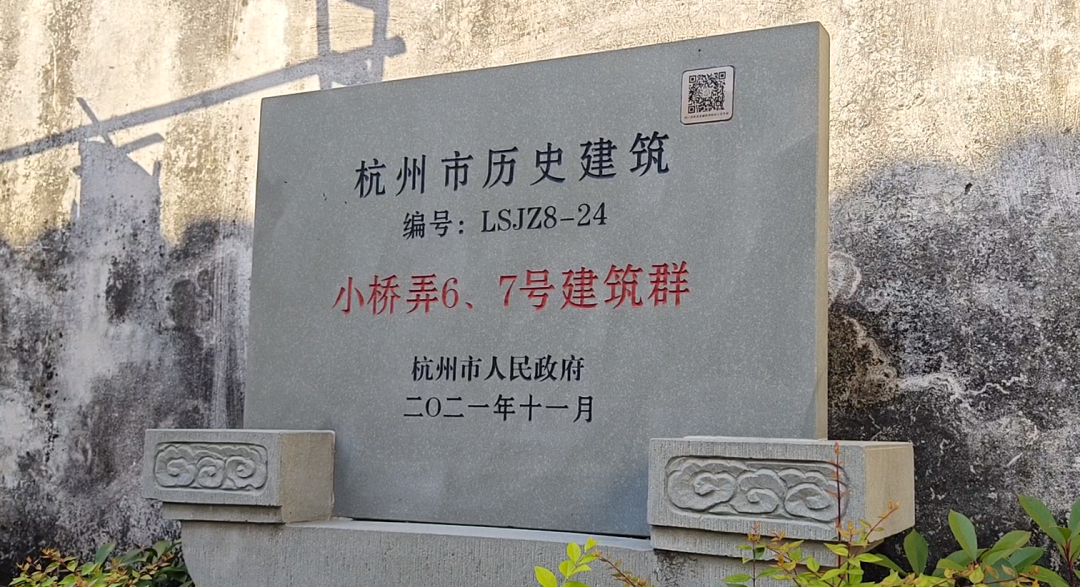 杭州市历史建筑
编号：LSJZ8-24
小桥弄6、7号建筑群
杭州市人民政府
二〇二一年十一月